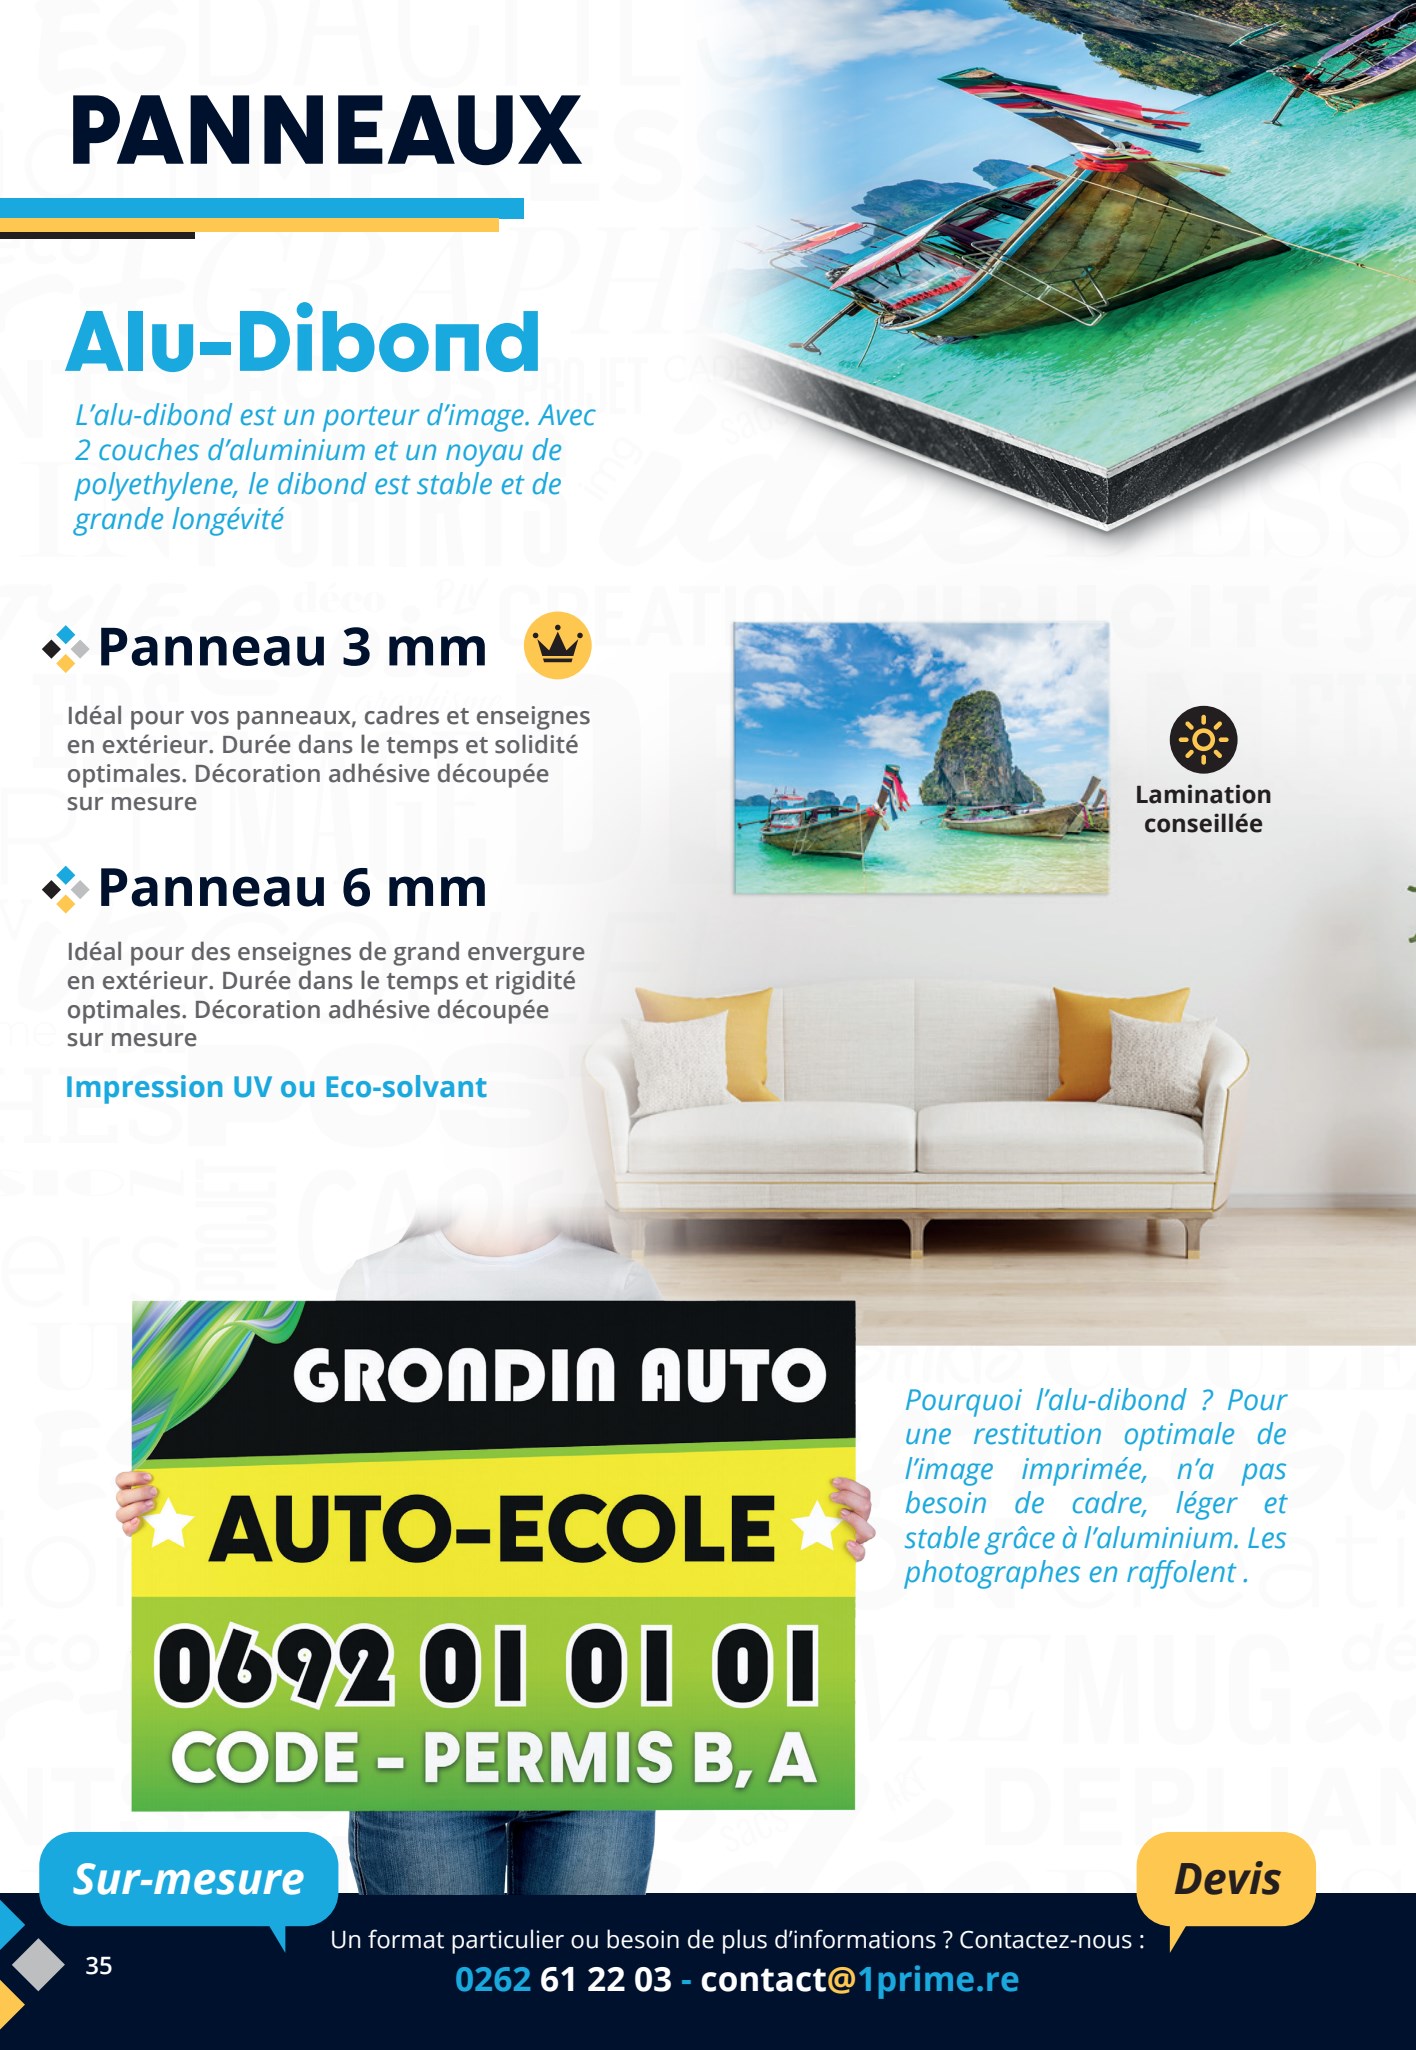 PANNEAUX
Alu-Dibond
L'alu-dibond est un porteur d'image. Avec
2 couches d'aluminium et un noyau de
polyethylene, le dibond est stable et de
grande longévité
Panneau 3 mm
Idéal pour vos panneaux, cadres et enseignes
en extérieur. Durée dans le temps et solidité
optimales. Décoration adhésive découpée
sur mesure
Lamination
conseillée
Panneau 6 mm
Idéal pour des enseignes de grand envergure
en extérieur. Durée dans le temps et rigidité
optimales. Décoration adhésive découpée
sur mesure
Impression UV ou Eco-solvant
GRONDIN AUTO
AUTO-ECOLE
0692 01 01 01
CODE - PERMIS B, A
Pourquoi l'alu-dibond ? Pour
une restitution optimale de
l'image imprimée, n'a pas
besoin de cadre, léger et
stable grâce à l'aluminium. Les
photographes en raffolent .
Sur-mesure
Devis
Un format particulier ou besoin de plus d'informations ? Contactez-nous :
35
0262 61 22 03 - contact@1prime.re